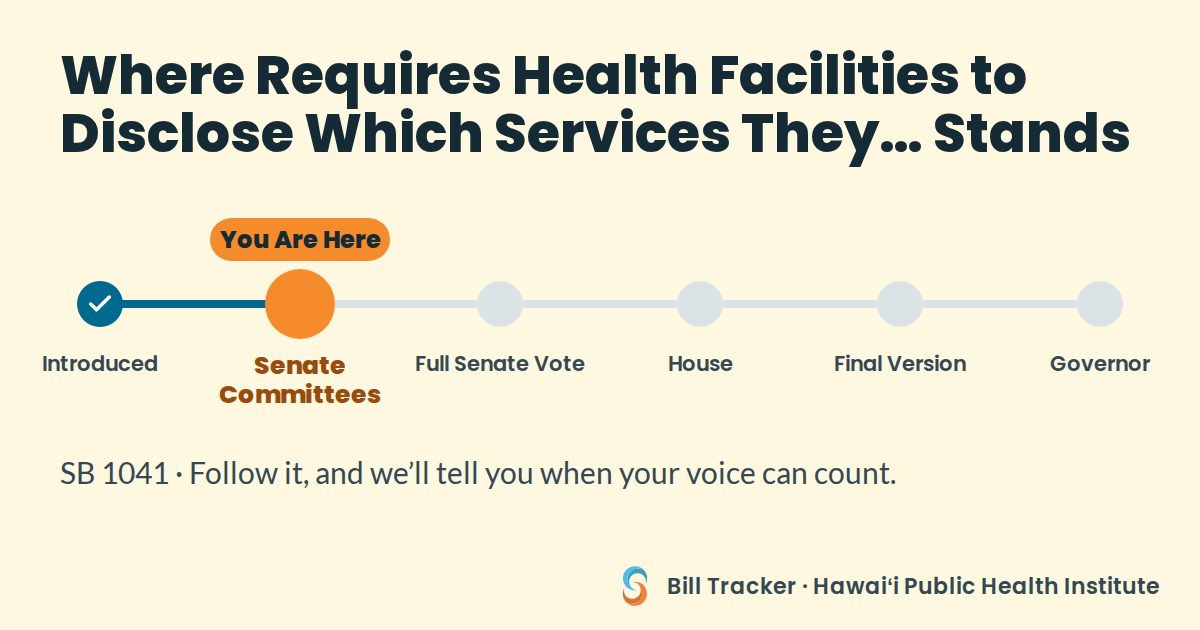 Where Requires Health Facilities to
Disclose Which Services They... Stands
You Are Here
Introduced
Senate
Committees
Full Senate Vote
House
Final Version
Governor
SB 1041 · Follow it, and we’ll tell you when your voice can count.
Bill Tracker · Hawaiʻi Public Health Institute